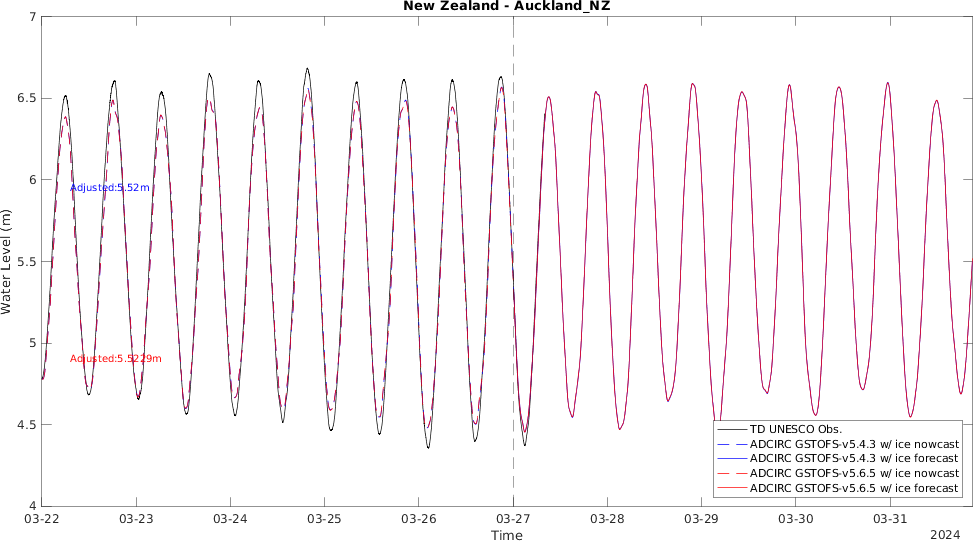 New Zealand - Auckland_NZ
7
6.5
6
5.5
5
4.5
4
Water Level (m)
Adjusted:5.52m
Adjusted:5.5229m
TD UNESCO Obs.
ADCIRC GSTOFS-v5.4.3 w/ ice nowcast
ADCIRC GSTOFS-v5.4.3 w/ ice forecast
ADCIRC GSTOFS-v5.6.5 w/ ice nowcast
ADCIRC GSTOFS-v5.6.5 w/ ice forecast
03-22 03-23 03-24 03-25 03-26 03-27 03-28 03-29 03-30 03-31
Time
2024